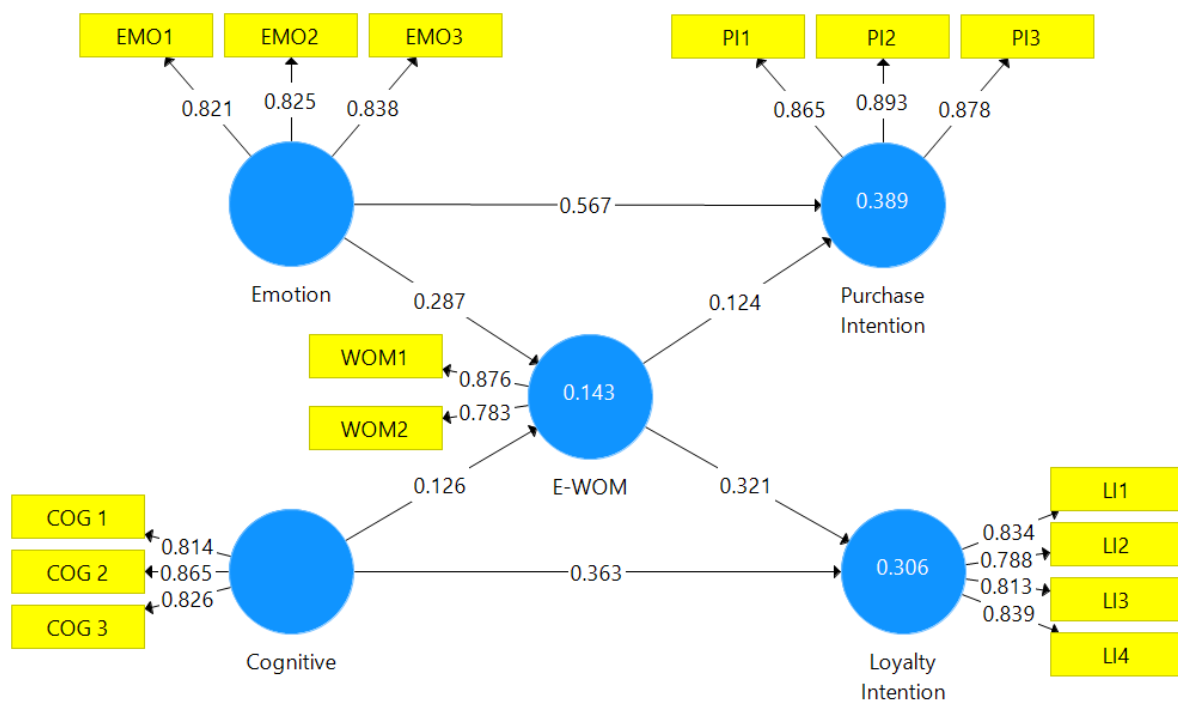 EMO1
EMO2
EMO3
PI1
PI2
PI3
0.821
0.825
0.838
0.865
0.893
0.878
0.567
0.389
Emotion
Purchase
Intention
0.287
0.124
WOM1
WOM2
0.876
0.783
0.143
E-WOM
0.126
0.321
COG 1
COG 2
COG 3
0.814
0.865
0.826
Cognitive
0.363
0.306
Loyalty
Intention
0.834
0.788
0.813
0.839
LI1
LI2
LI3
LI4